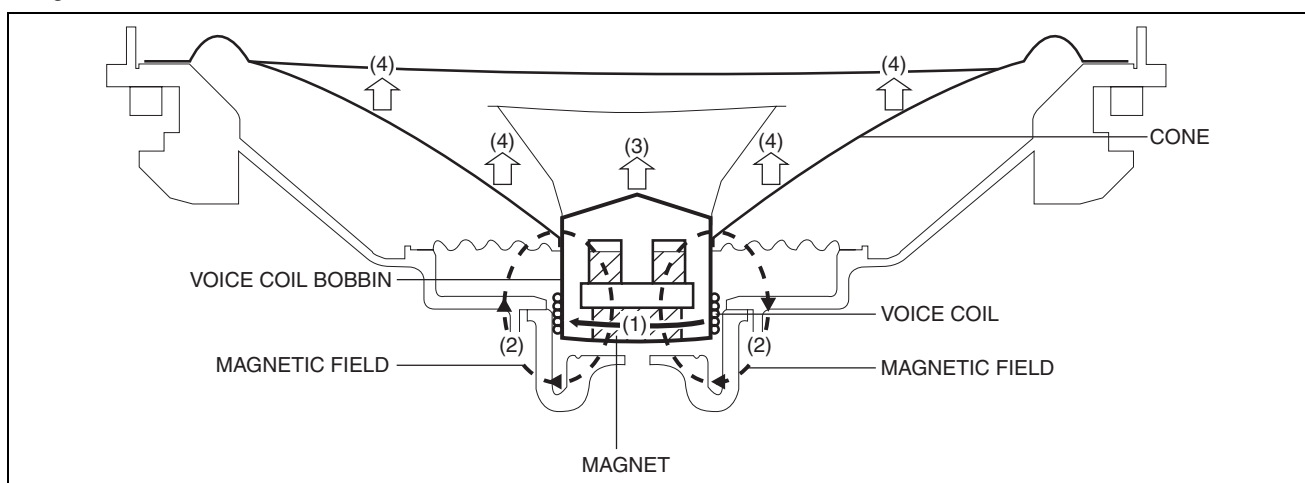 (4) (4)
CONE
(4) (3) (4)
VOICE COIL BOBBIN
VOICE COIL
(1)
(2) (2)
MAGNETIC FIELD MAGNETIC FIELD
MAGNET